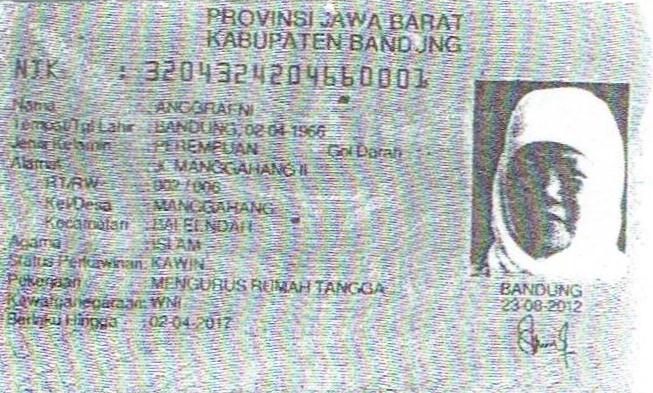 PROVINSI JAWA BARAT
KABUPATEN BANDUNG
NIK : 3204324204660001
Nama : ANGGRAENI
Tempat/Tgl Lahir : BANDUNG, 02-04-1966
Jenis Kelamin : PEREMPUAN Gol Darah
Alamat : JL MANGGAHANG II
RT/RW : 002 / 006
Kel/Desa : MANGGAHANG
Kecamatan : BALEENDAH
Agama : ISLAM
Status Perkawinan: KAWIN
Pekerjaan : MENGURUS RUMAH TANGGA
Kewarganegaraan: WNI
Berlaku Hingga : 02-04-2017
BANDUNG
23-08-2012